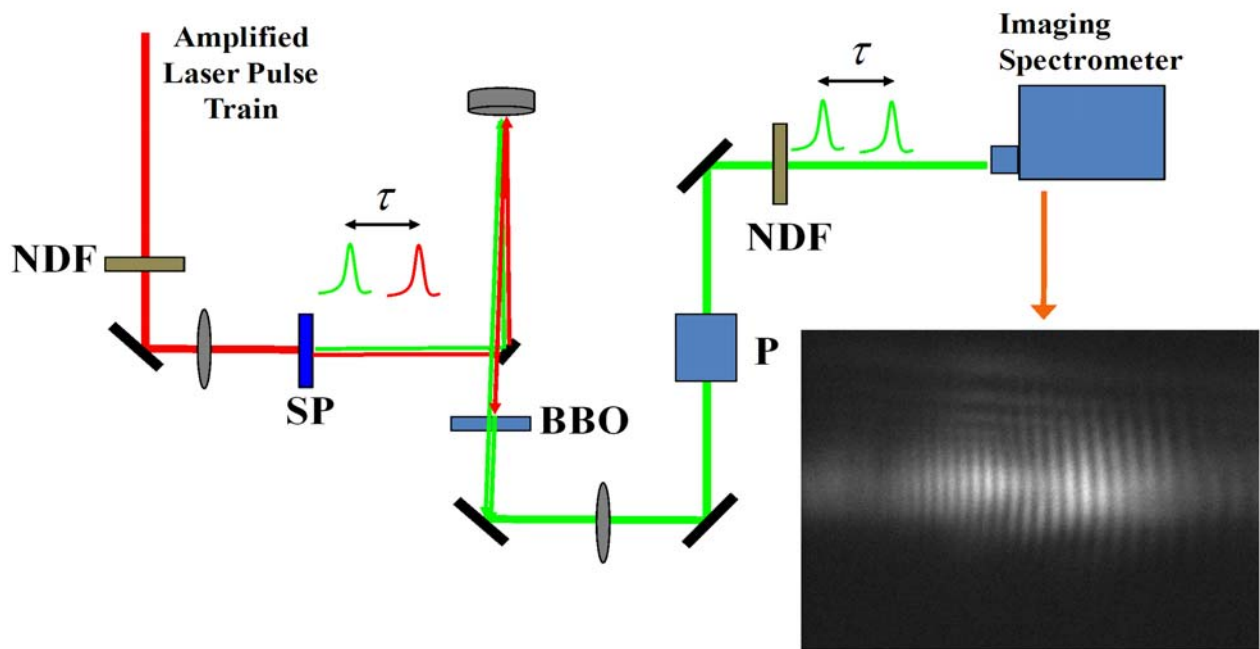 Amplified
Laser Pulse
Train
Imaging
Spectrometer
τ
NDF
τ
NDF
SP
BBO
P